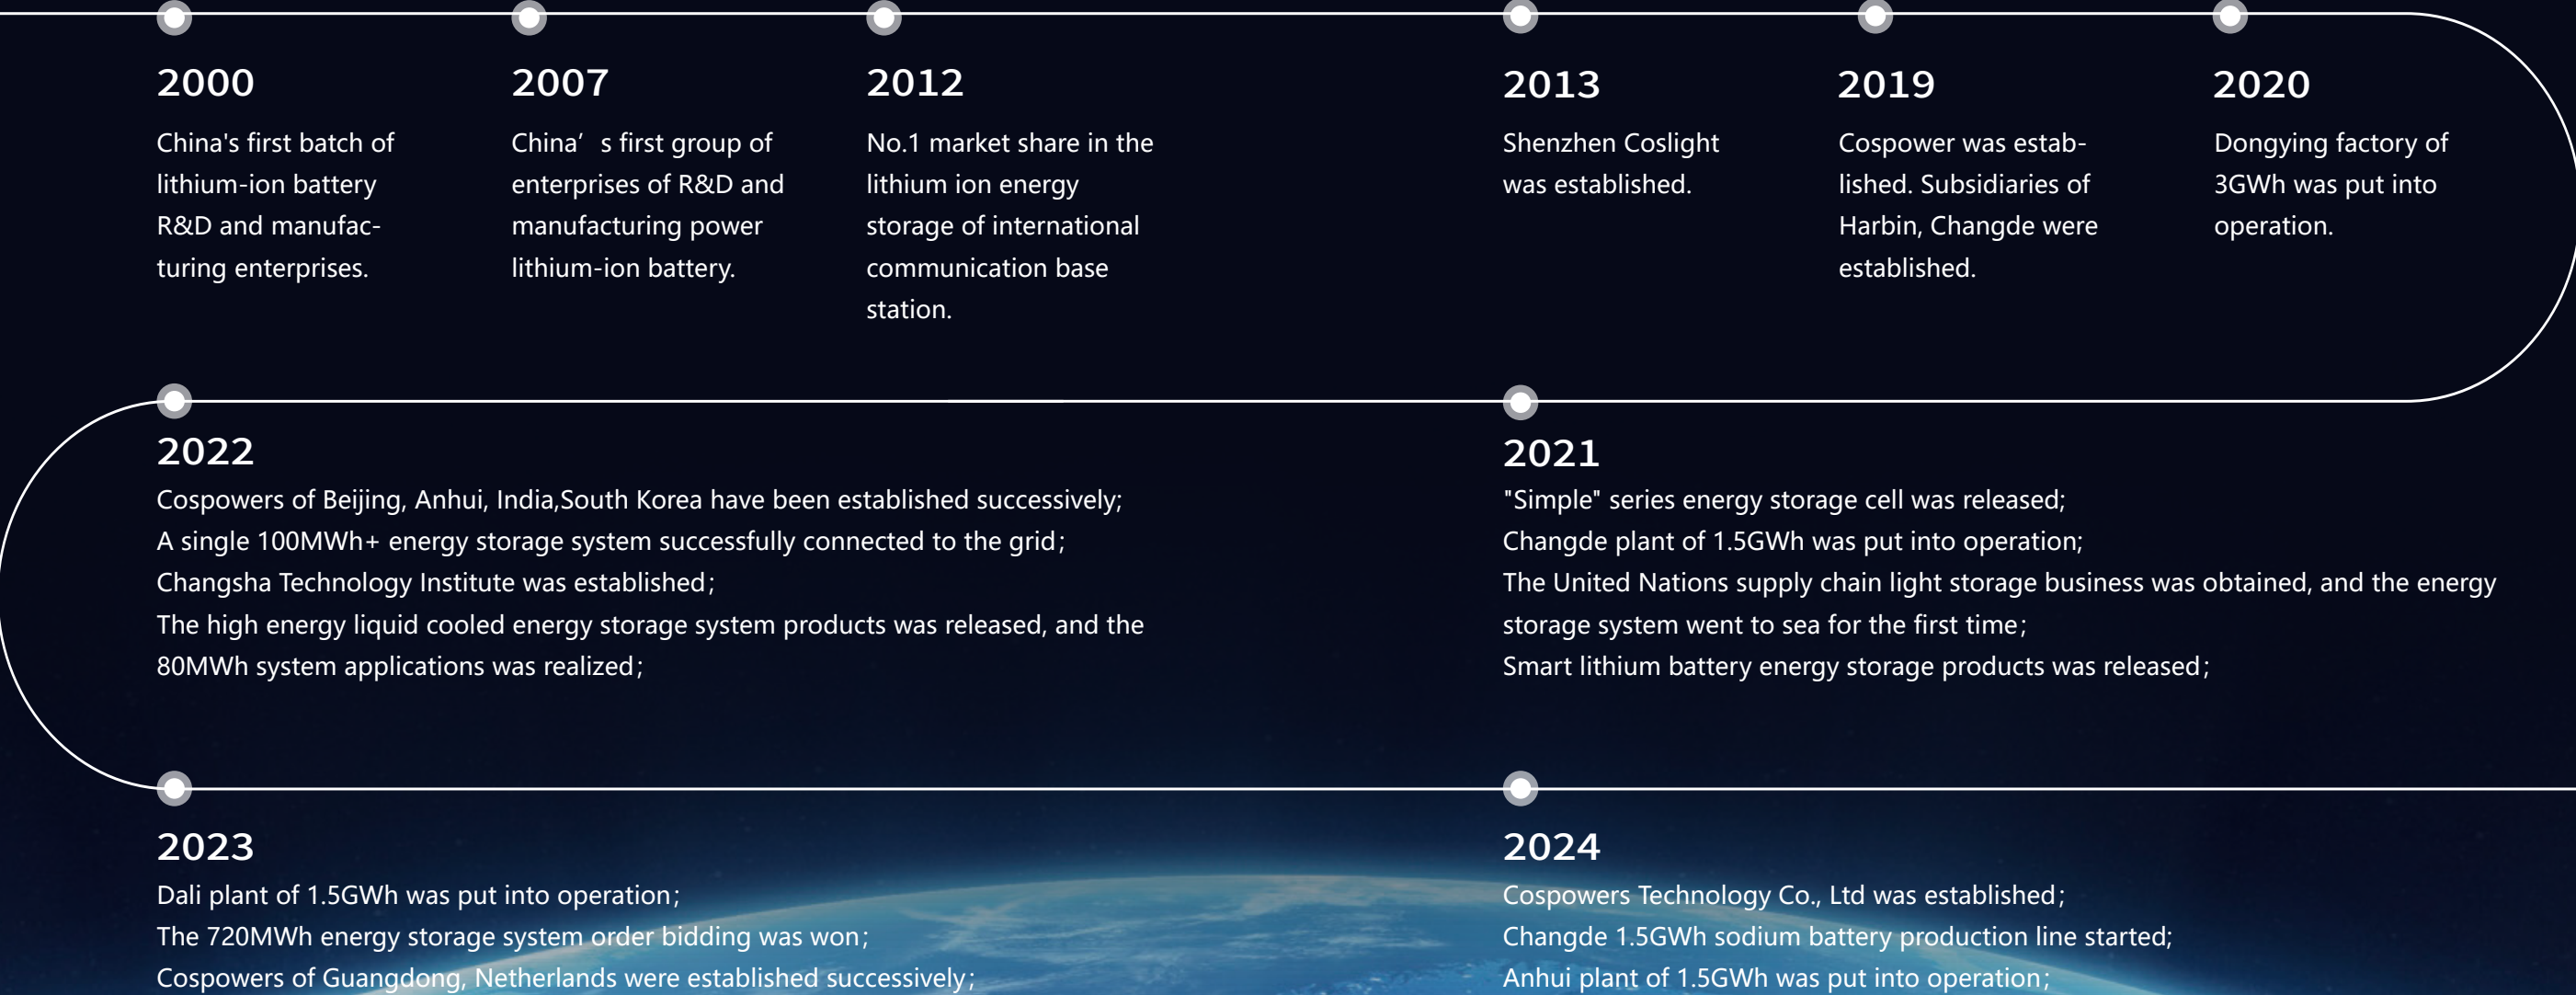 2000
China's first batch of
lithium-ion battery
R&D and manufac-
turing enterprises.
2007
China’ s first group of
enterprises of R&D and
manufacturing power
lithium-ion battery.
2012
No.1 market share in the
lithium ion energy
storage of international
communication base
station.
2013
Shenzhen Coslight
was established.
2019
Cospower was estab-
lished. Subsidiaries of
Harbin, Changde were
established.
2020
Dongying factory of
3GWh was put into
operation.
2021
"Simple" series energy storage cell was released;
Changde plant of 1.5GWh was put into operation;
The United Nations supply chain light storage business was obtained, and the energy
storage system went to sea for the first time;
Smart lithium battery energy storage products was released;
2022
Cospowers of Beijing, Anhui, India,South Korea have been established successively;
A single 100MWh+ energy storage system successfully connected to the grid;
Changsha Technology Institute was established;
The high energy liquid cooled energy storage system products was released, and the
80MWh system applications was realized;
2023
Dali plant of 1.5GWh was put into operation;
The 720MWh energy storage system order bidding was won;
Cospowers of Guangdong, Netherlands were established successively;
2024
Cospowers Technology Co., Ltd was established;
Changde 1.5GWh sodium battery production line started;
Anhui plant of 1.5GWh was put into operation;